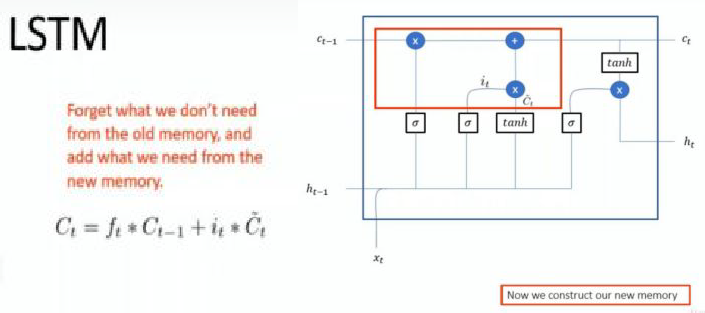 LSTM
Forget what we don't need
from the old memory, and
add what we need from the
new memory.
C_t = f_t * C_{t-1} + i_t * C̃_t
c_{t-1}
x
+
c_t
tanh
i_t
x
x
C̃_t
σ
σ
tanh
σ
h_t
h_{t-1}
x_t
Now we construct our new memory